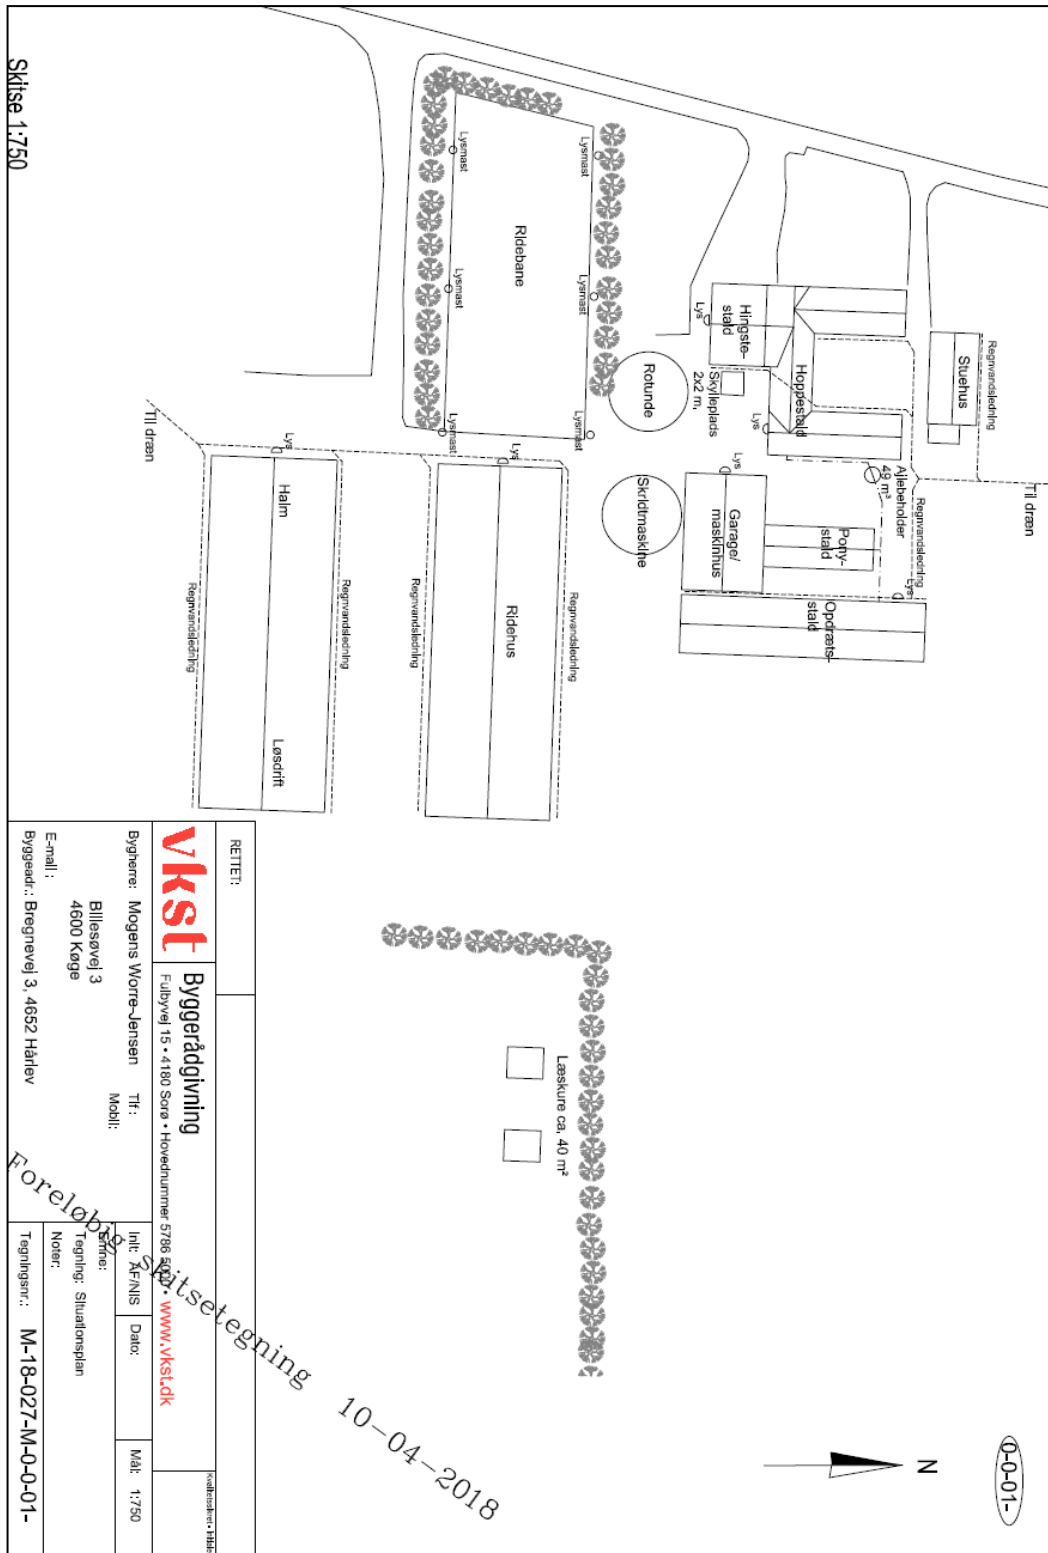 0-0-01-
N
Skitse 1:750
Lysmast
Lysmast
Lysmast
Lysmast
Lysmast
Lysmast
Ridebane
Rotunde
Skridtmaskine
Skylleplads
2x2 m.
Hingste-
stald
Lys
Hoppestald
Lys
Stuehus
Regnvandsledning
Til dræn
Ajlebeholder
49 m³
Regnvandsledning
Lys
Pony-
stald
Garage/
maskinhus
Lys
Opdræts-
stald
Til dræn
Lys
Halm
Løsdrift
Regnvandsledning
Regnvandsledning
Lys
Ridehus
Regnvandsledning
Regnvandsledning
Læskure ca. 40 m²
RETTET:
vkst
Byggerådgivning
Fulbyvej 15 • 4180 Sorø • Hovednummer 5786 • www.vkst.dk
Bygherre: Mogens Worre-Jensen
Tlf.:
Mobil:
Billesøvej 3
4600 Køge
E-mail:
Byggeadr.: Bregnevej 3, 4652 Hårlev
Init: AF/NIS
Dato:
Mål: 1:750
Emne:
Tegning: Situationsplan
Noter:
Tegningsnr.: M-18-027-M-0-0-01-
Foreløbig skitsetegning 10-04-2018